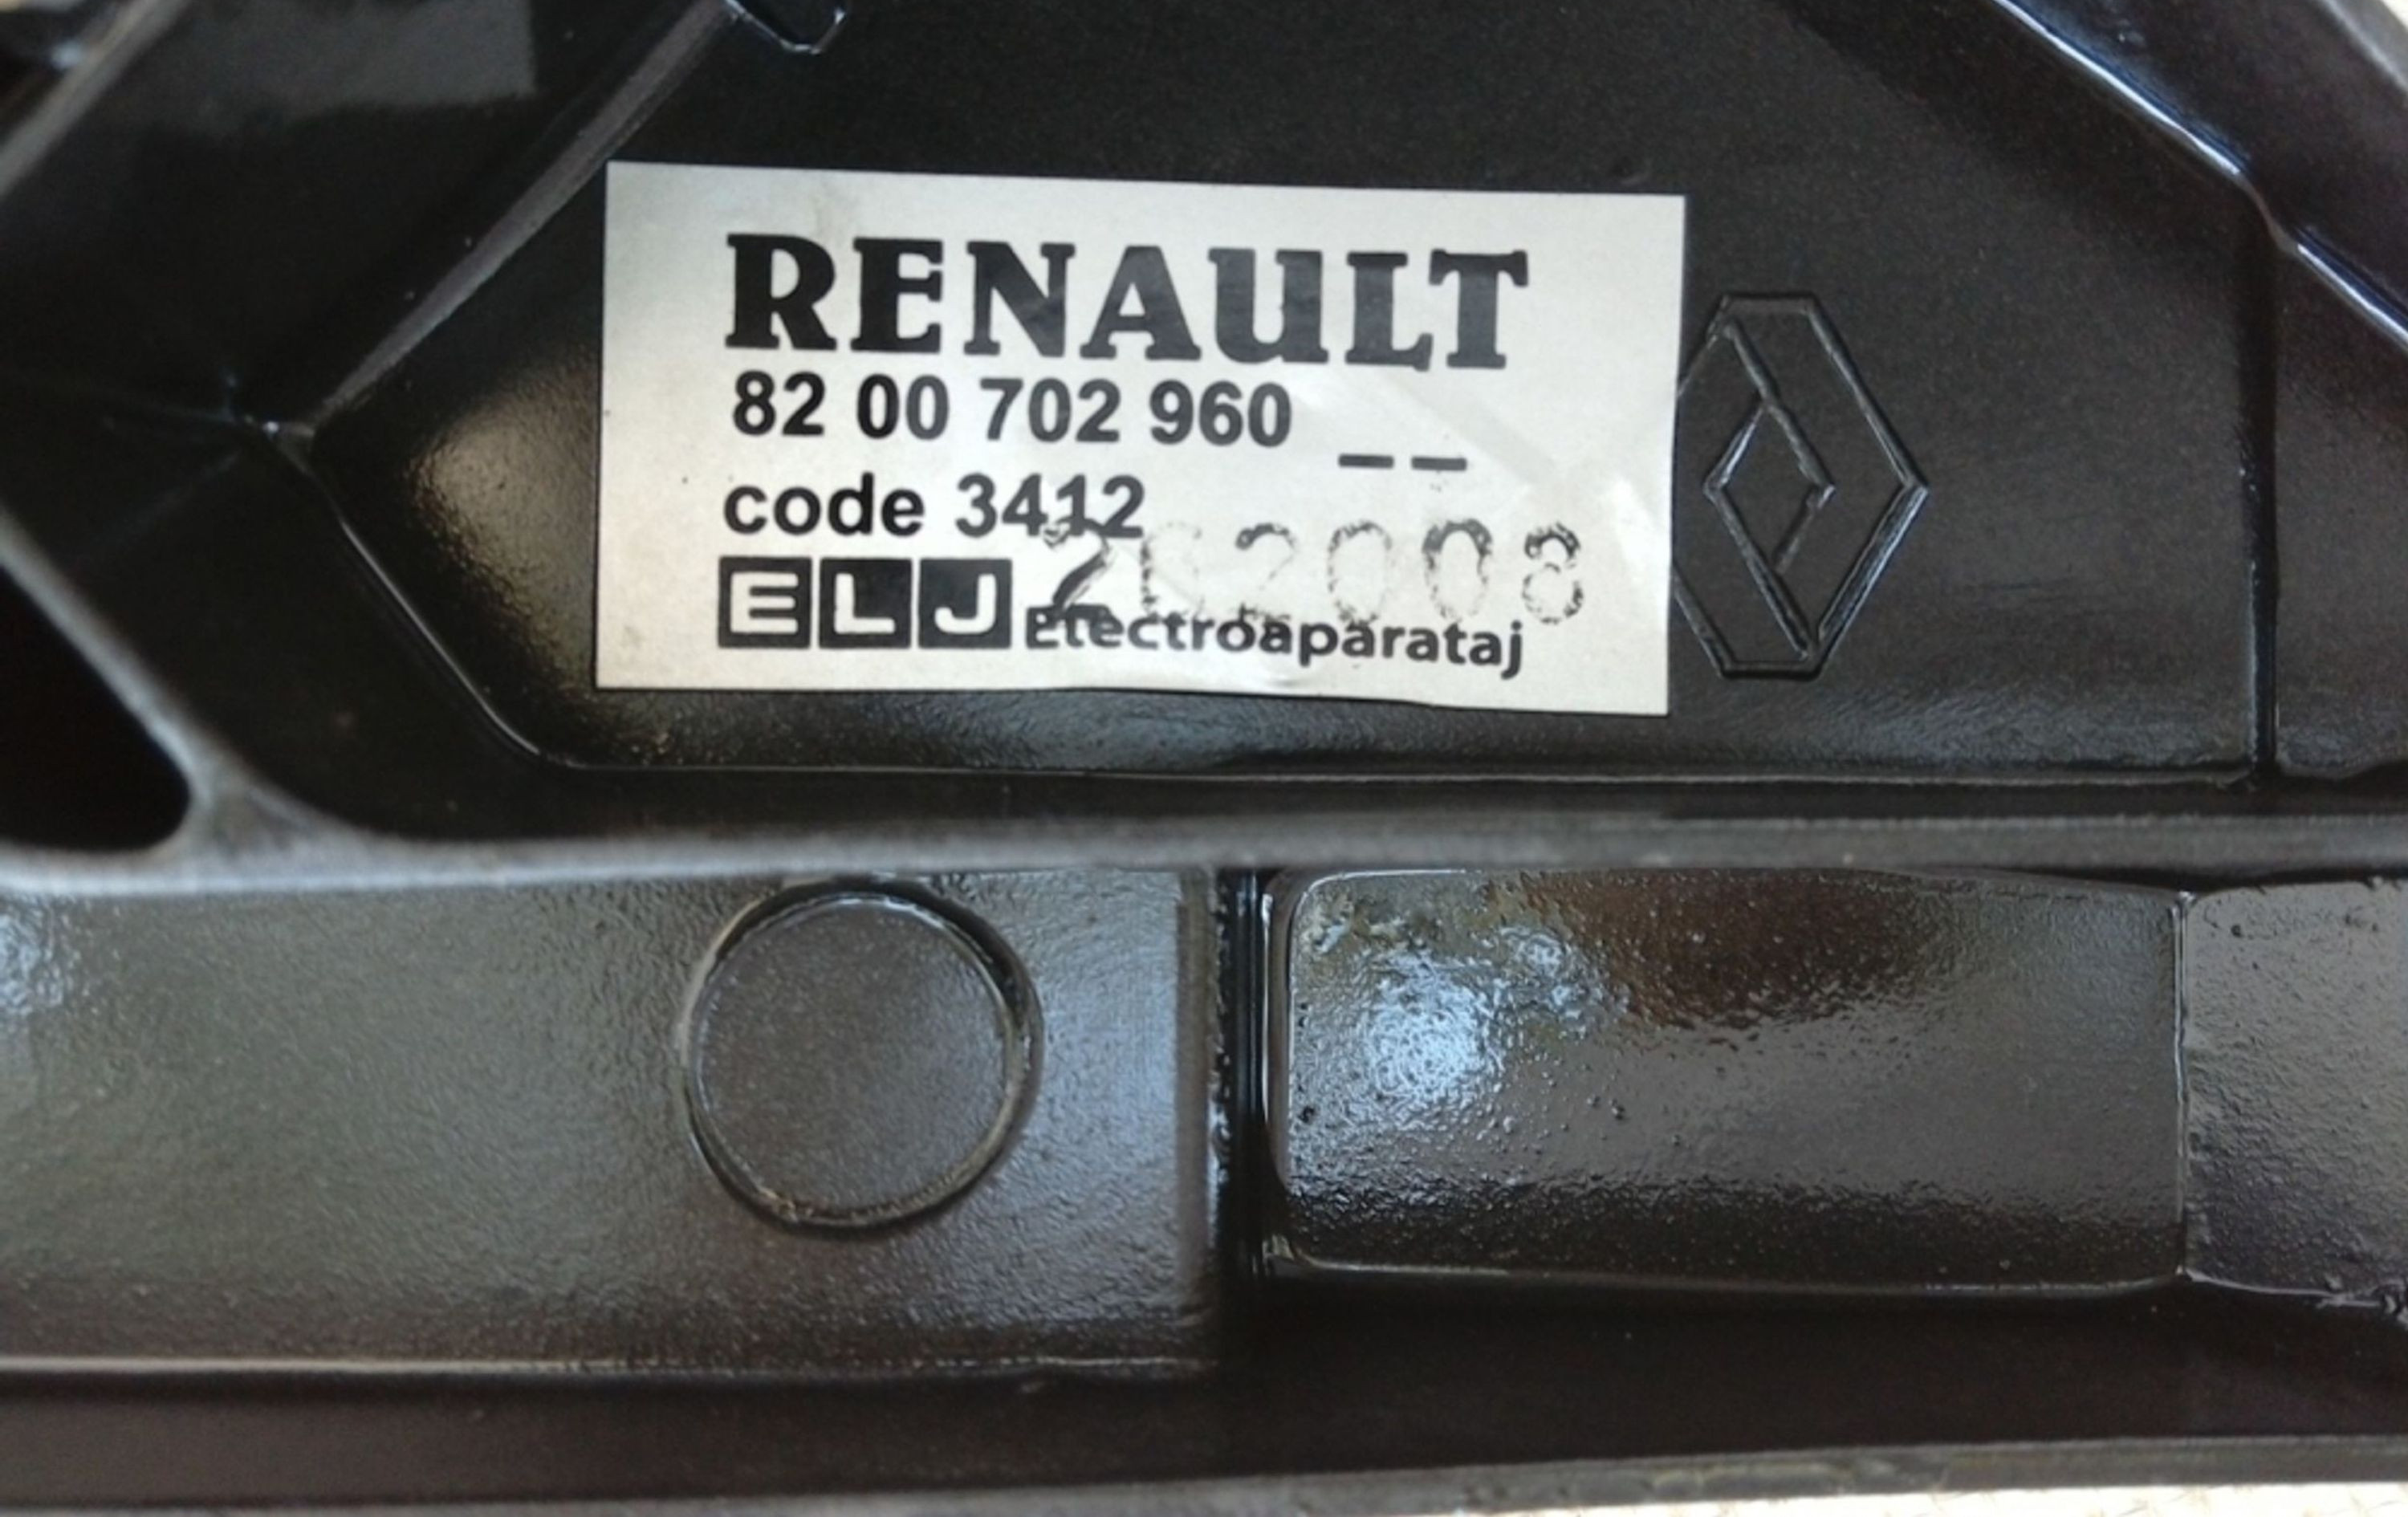 RENAULT
82 00 702 960 _ _
code 3412
ELJ Electroaparataj